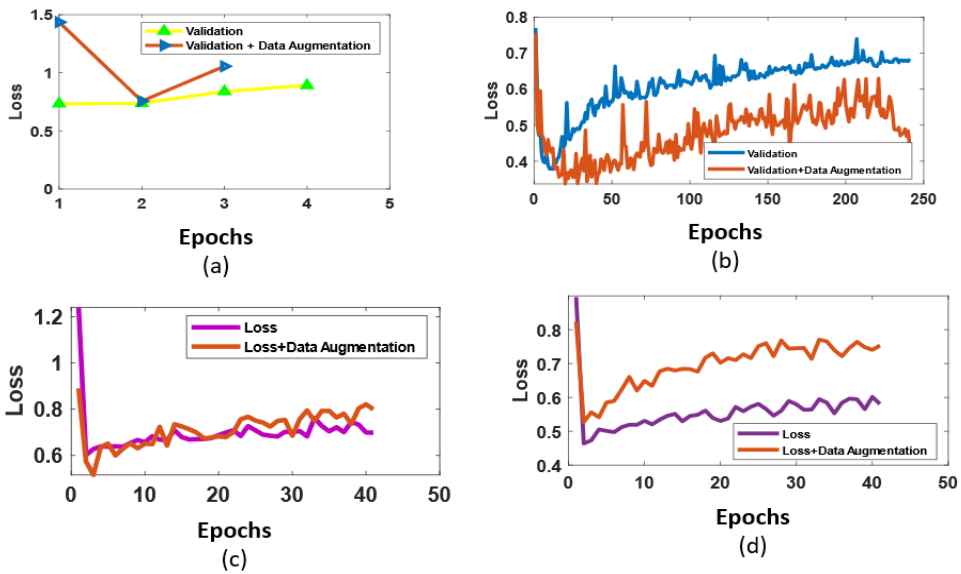 1.5
1
0.5
0
1
2
3
4
5
Loss
Validation
Validation + Data Augmentation
Epochs
(a)
0.8
0.7
0.6
0.5
0.4
0
50
100
150
200
250
Loss
Validation
Validation+Data Augmentation
Epochs
(b)
1.2
1
0.8
0.6
0
10
20
30
40
50
Loss
Loss
Loss+Data Augmentation
Epochs
(c)
0.8
0.7
0.6
0.5
0.4
0
10
20
30
40
50
Loss
Loss
Loss+Data Augmentation
Epochs
(d)